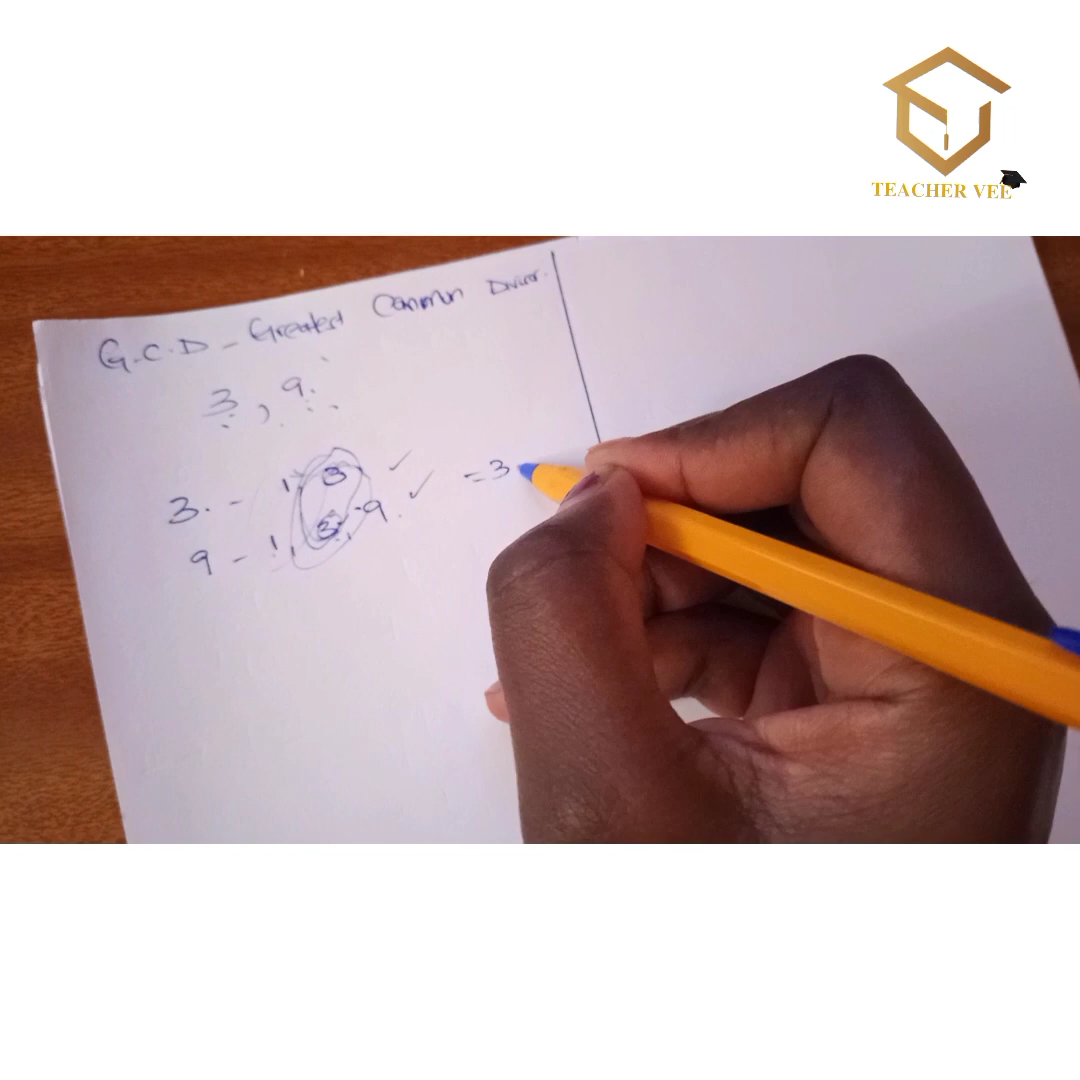 TEACHER VEE
G.C.D - Greatest Common Divisor.
3, 9.
3. - 1, 3 ✓ = 3
9 - 1, 3, 9. ✓